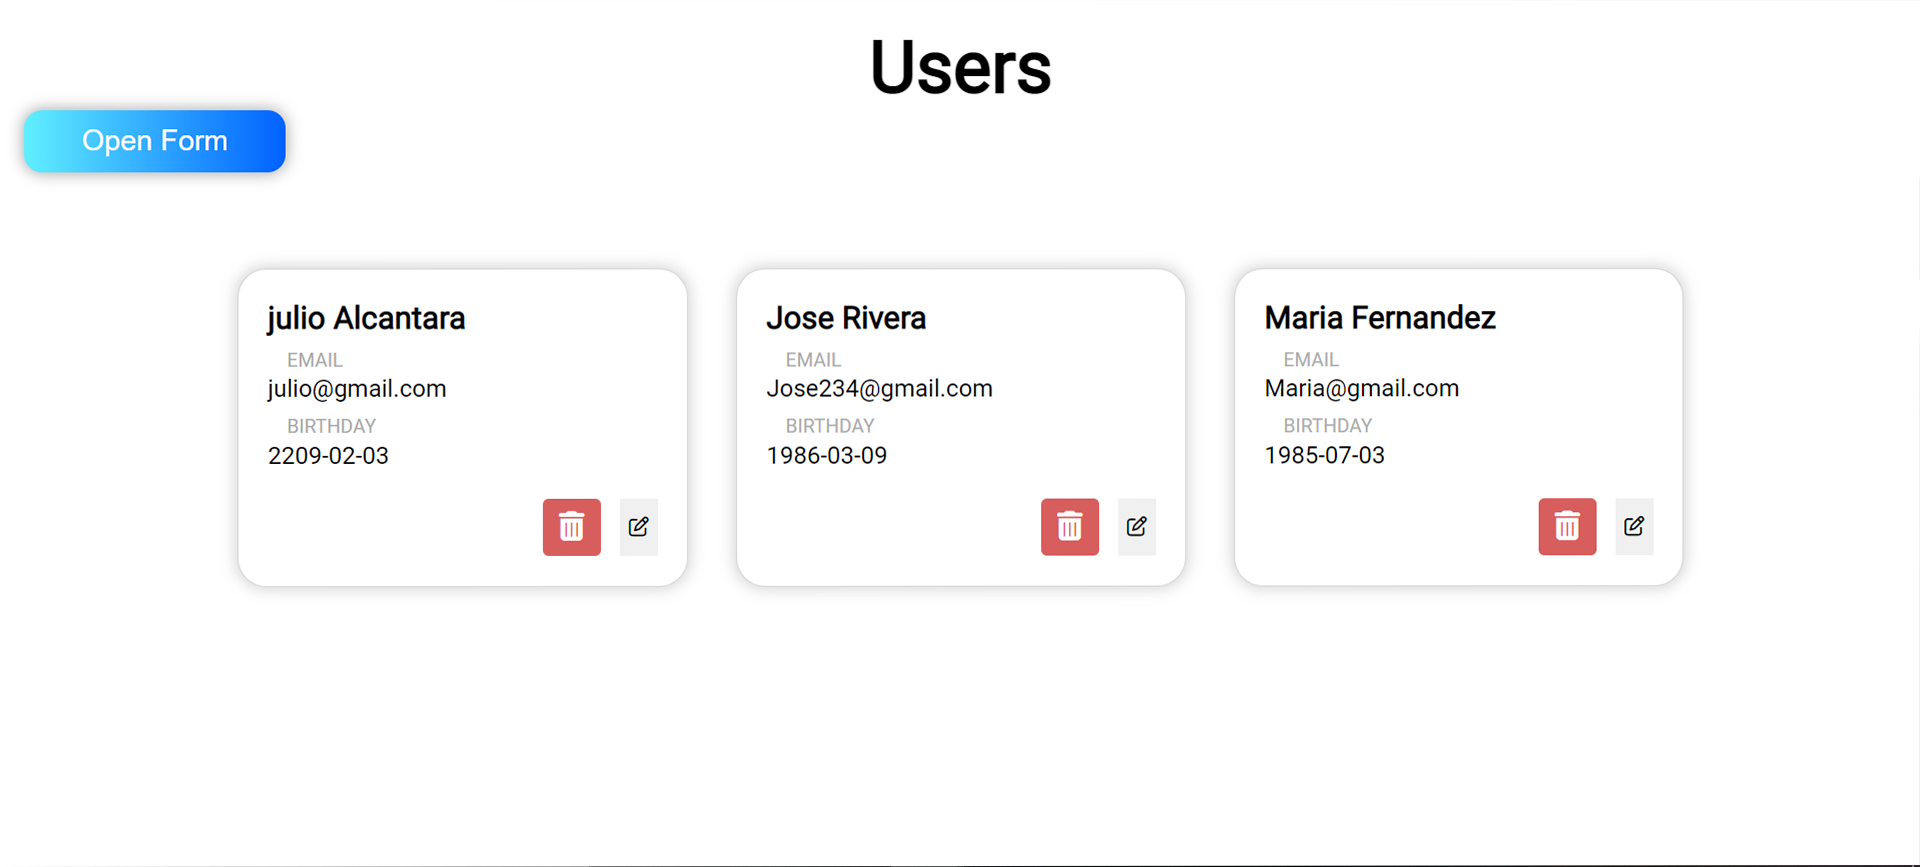 Users
Open Form
julio Alcantara
EMAIL
julio@gmail.com
BIRTHDAY
2209-02-03
Jose Rivera
EMAIL
Jose234@gmail.com
BIRTHDAY
1986-03-09
Maria Fernandez
EMAIL
Maria@gmail.com
BIRTHDAY
1985-07-03